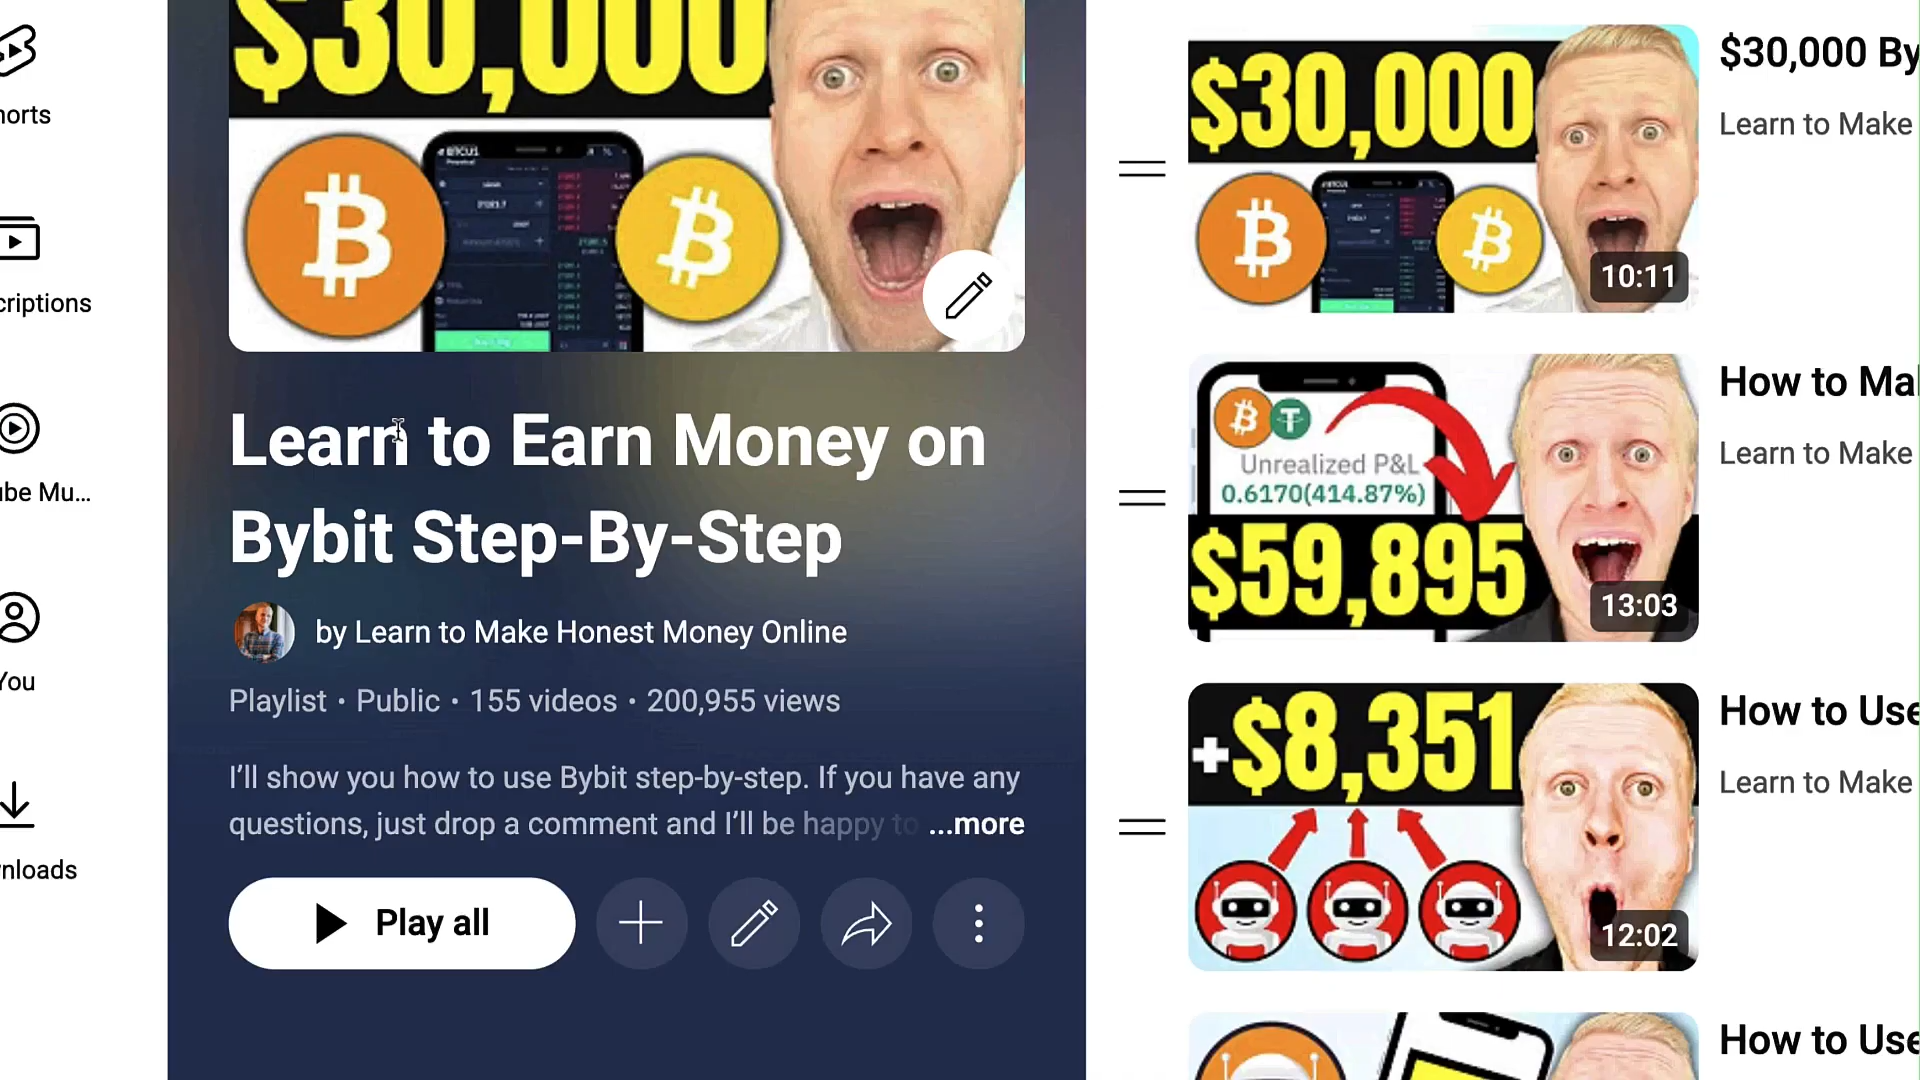 horts
criptions
ube Mu...
You
nloads
$30,000
BTCUS
Learn to Earn Money on
Bybit Step-By-Step
by Learn to Make Honest Money Online
Playlist • Public • 155 videos • 200,955 views
I'll show you how to use Bybit step-by-step. If you have any
questions, just drop a comment and I'll be happy to ...more
Play all
$30,000
10:11
$30,000 By
Learn to Make
Unrealized P&L
0.6170(414.87%)
$59,895
13:03
How to Ma
Learn to Make
+$8,351
12:02
How to Use
Learn to Make
How to Use